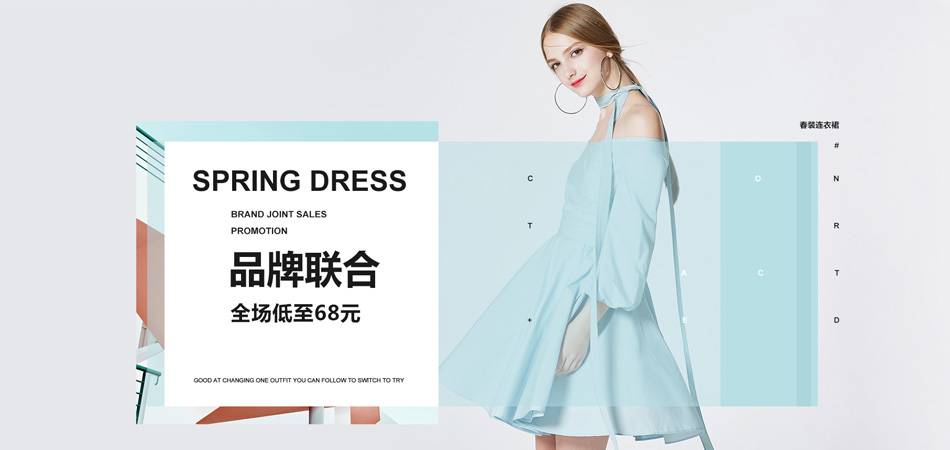 SPRING DRESS
BRAND JOINT SALES
PROMOTION
品牌联合
全场低至68元
GOOD AT CHANGING ONE OUTFIT YOU CAN FOLLOW TO SWITCH TO TRY
春装连衣裙
#
C O N
T R
A C T
+ E D